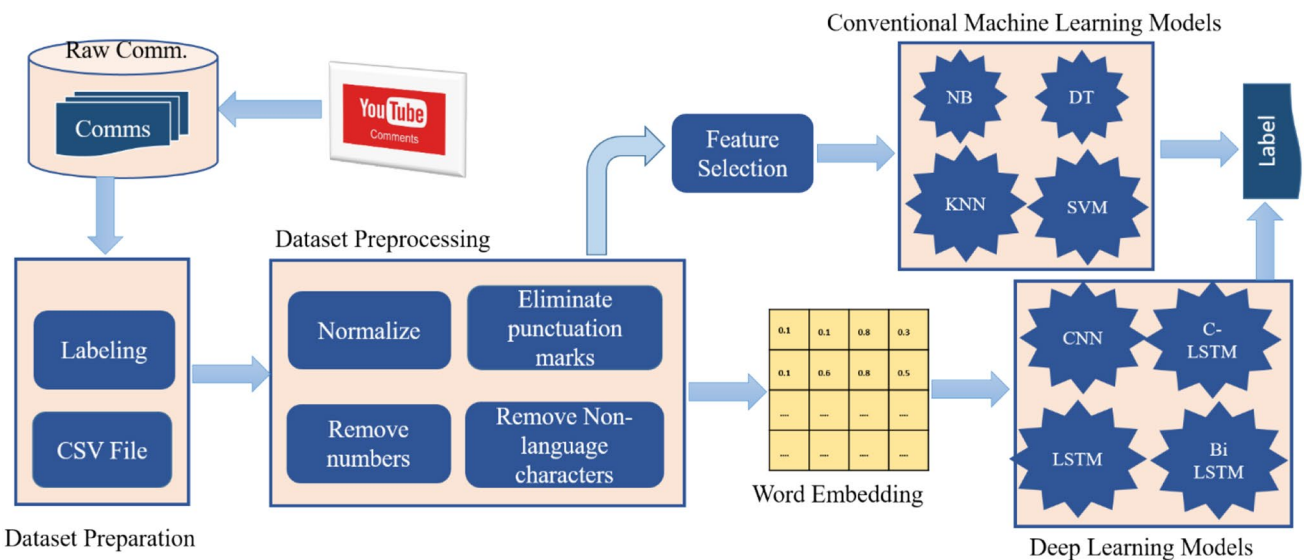 Raw Comm.
Comms
YouTube
Comments
Labeling
CSV File
Dataset Preparation
Dataset Preprocessing
Normalize
Eliminate
punctuation
marks
Remove
numbers
Remove Non-
language
characters
Feature
Selection
Conventional Machine Learning Models
NB
DT
KNN
SVM
Label
0.1 0.1 0.8 0.3
0.1 0.6 0.8 0.5
.... .... .... ....
.... .... .... ....
Word Embedding
CNN
C-
LSTM
LSTM
Bi
LSTM
Deep Learning Models